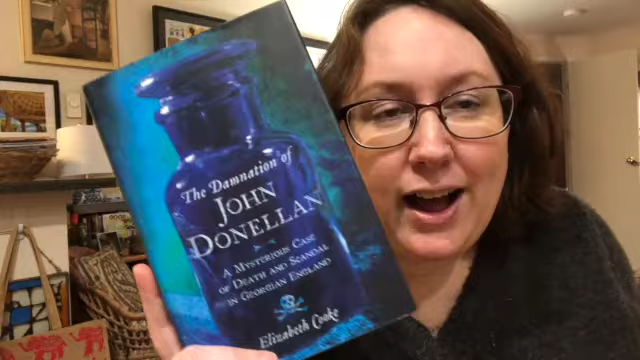 The Damnation of
JOHN
DONELLAN
A MYSTERIOUS CASE
OF DEATH AND SCANDAL
IN GEORGIAN ENGLAND
Elizabeth Cooke